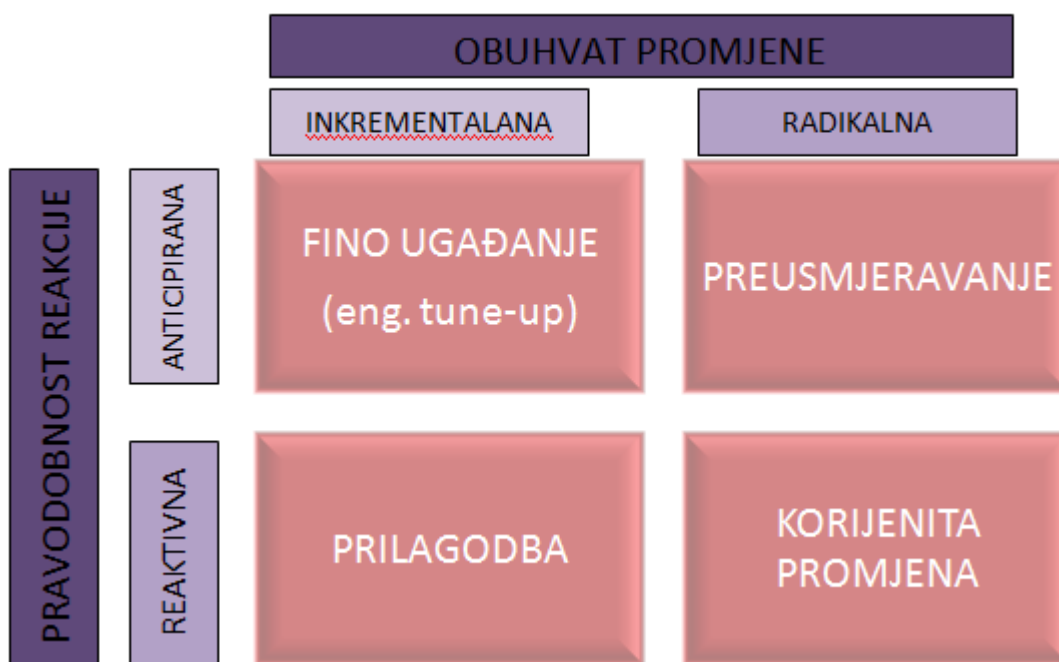 OBUHVAT PROMJENE
INKREMENTALANA
RADIKALNA
PRAVODOBNOST REAKCIJE
ANTICIPIRANA
FINO UGAĐANJE
(eng. tune-up)
PREUSMJERAVANJE
REAKTIVNA
PRILAGODBA
KORIJENITA
PROMJENA